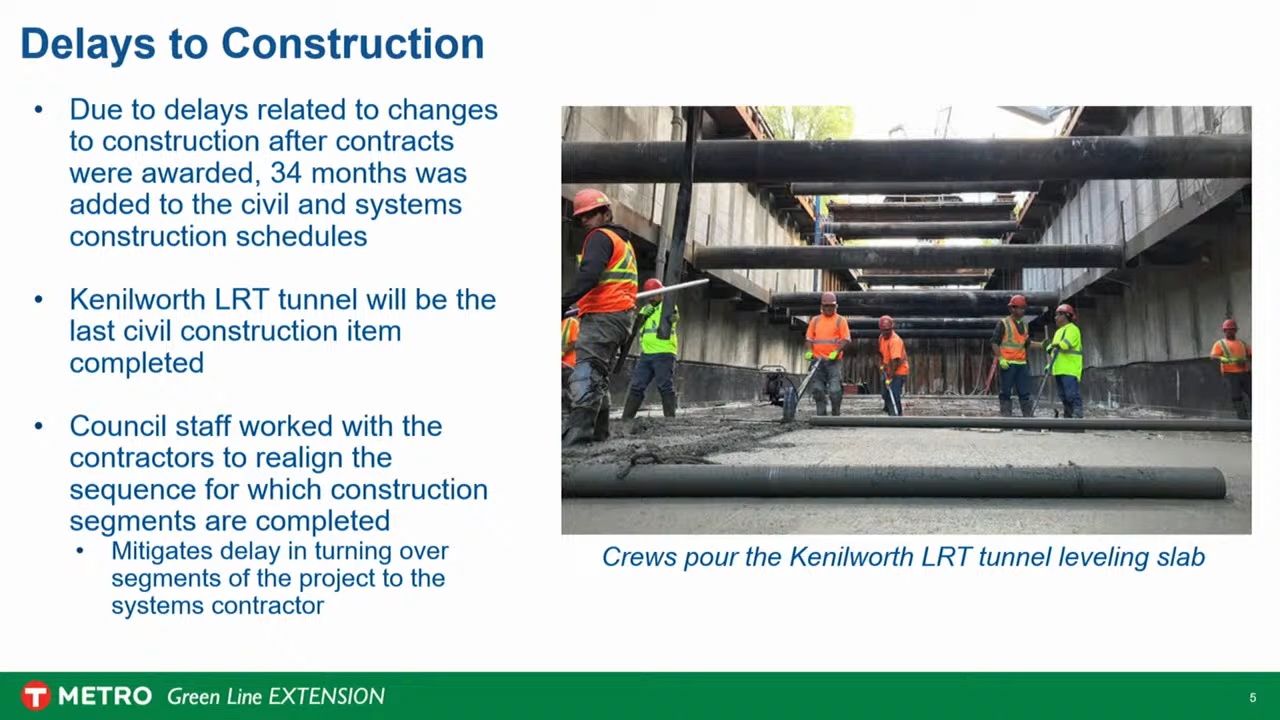 Delays to Construction
• Due to delays related to changes
to construction after contracts
were awarded, 34 months was
added to the civil and systems
construction schedules
• Kenilworth LRT tunnel will be the
last civil construction item
completed
• Council staff worked with the
contractors to realign the
sequence for which construction
segments are completed
• Mitigates delay in turning over
segments of the project to the
systems contractor
Crews pour the Kenilworth LRT tunnel leveling slab
T METRO Green Line EXTENSION
5